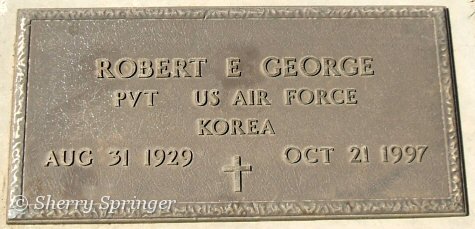 ROBERT E GEORGE
PVT US AIR FORCE
KOREA
AUG 31 1929 OCT 21 1997
© Sherry Springer